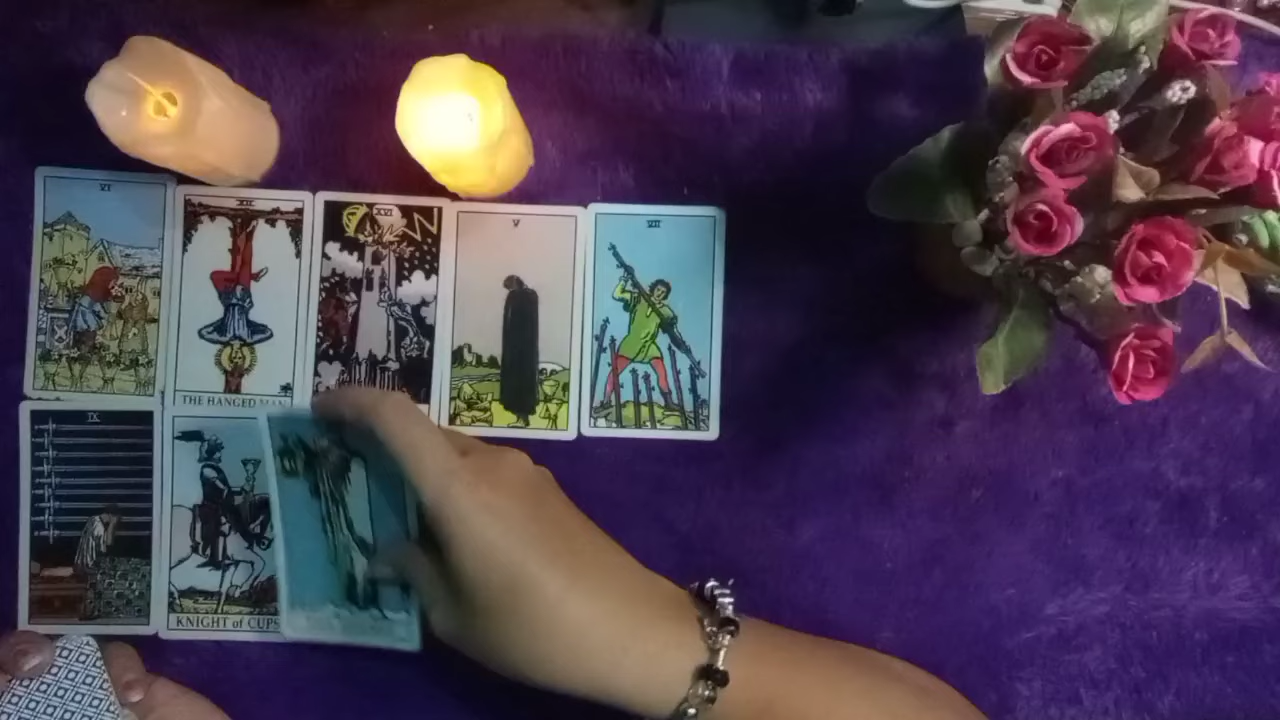 VI
XII
XVI
V
VII
THE HANGED MAN
IX
KNIGHT of CUPS